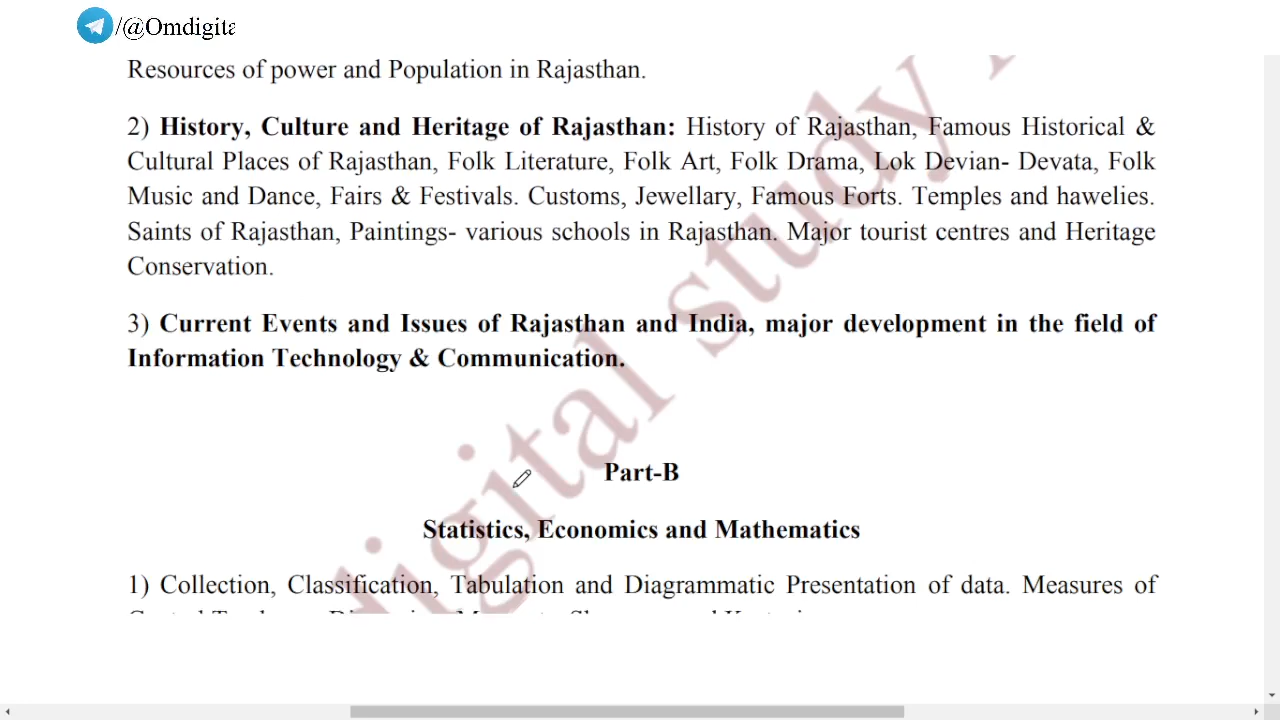 /@Omdigita
Resources of power and Population in Rajasthan.
2) History, Culture and Heritage of Rajasthan: History of Rajasthan, Famous Historical &
Cultural Places of Rajasthan, Folk Literature, Folk Art, Folk Drama, Lok Devian- Devata, Folk
Music and Dance, Fairs & Festivals. Customs, Jewellary, Famous Forts. Temples and hawelies.
Saints of Rajasthan, Paintings- various schools in Rajasthan. Major tourist centres and Heritage
Conservation.
3) Current Events and Issues of Rajasthan and India, major development in the field of
Information Technology & Communication.
digital study
Part-B
Statistics, Economics and Mathematics
1) Collection, Classification, Tabulation and Diagrammatic Presentation of data. Measures of